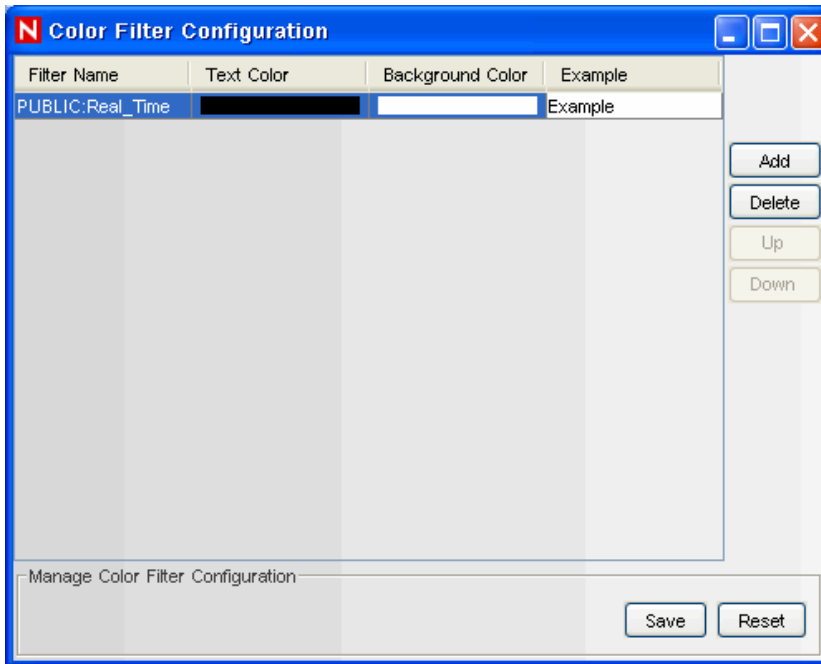 N Color Filter Configuration
Filter Name Text Color Background Color Example
PUBLIC:Real_Time Example
Add
Delete
Up
Down
Manage Color Filter Configuration
Save Reset